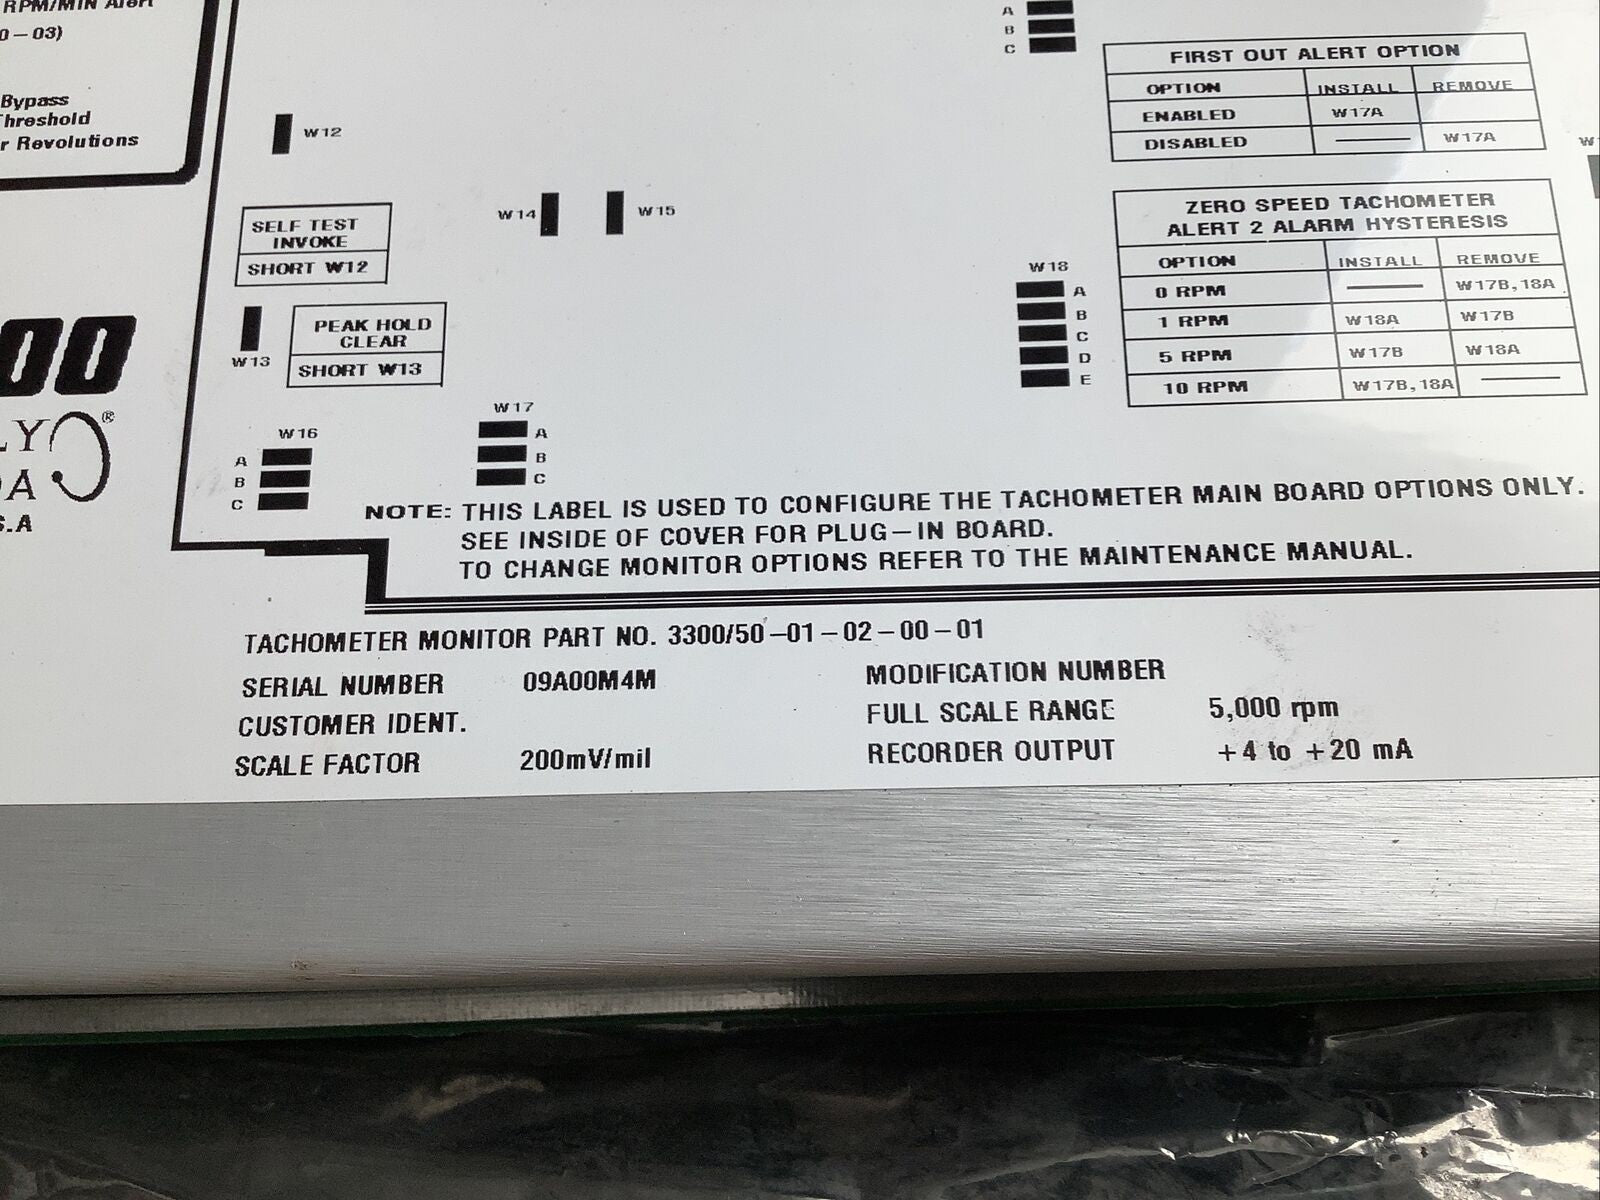 RPM/MIN Alert
0-03)
Bypass
Threshold
r Revolutions
W12
SELF TEST
INVOKE
SHORT W12
W14
W15
W13
PEAK HOLD
CLEAR
SHORT W13
00
LY®
DA
S.A
W16
A
B
C
W17
A
B
C
A
B
C
W18
A
B
C
D
E
FIRST OUT ALERT OPTION
OPTION INSTALL REMOVE
ENABLED W17A
DISABLED —— W17A
ZERO SPEED TACHOMETER
ALERT 2 ALARM HYSTERESIS
OPTION INSTALL REMOVE
0 RPM —— W17B,18A
1 RPM W18A W17B
5 RPM W17B W18A
10 RPM W17B,18A ——
NOTE: THIS LABEL IS USED TO CONFIGURE THE TACHOMETER MAIN BOARD OPTIONS ONLY.
SEE INSIDE OF COVER FOR PLUG-IN BOARD.
TO CHANGE MONITOR OPTIONS REFER TO THE MAINTENANCE MANUAL.
TACHOMETER MONITOR PART NO. 3300/50-01-02-00-01
SERIAL NUMBER 09A00M4M
MODIFICATION NUMBER
CUSTOMER IDENT.
FULL SCALE RANGE 5,000 rpm
SCALE FACTOR 200mV/mil
RECORDER OUTPUT +4 to +20 mA